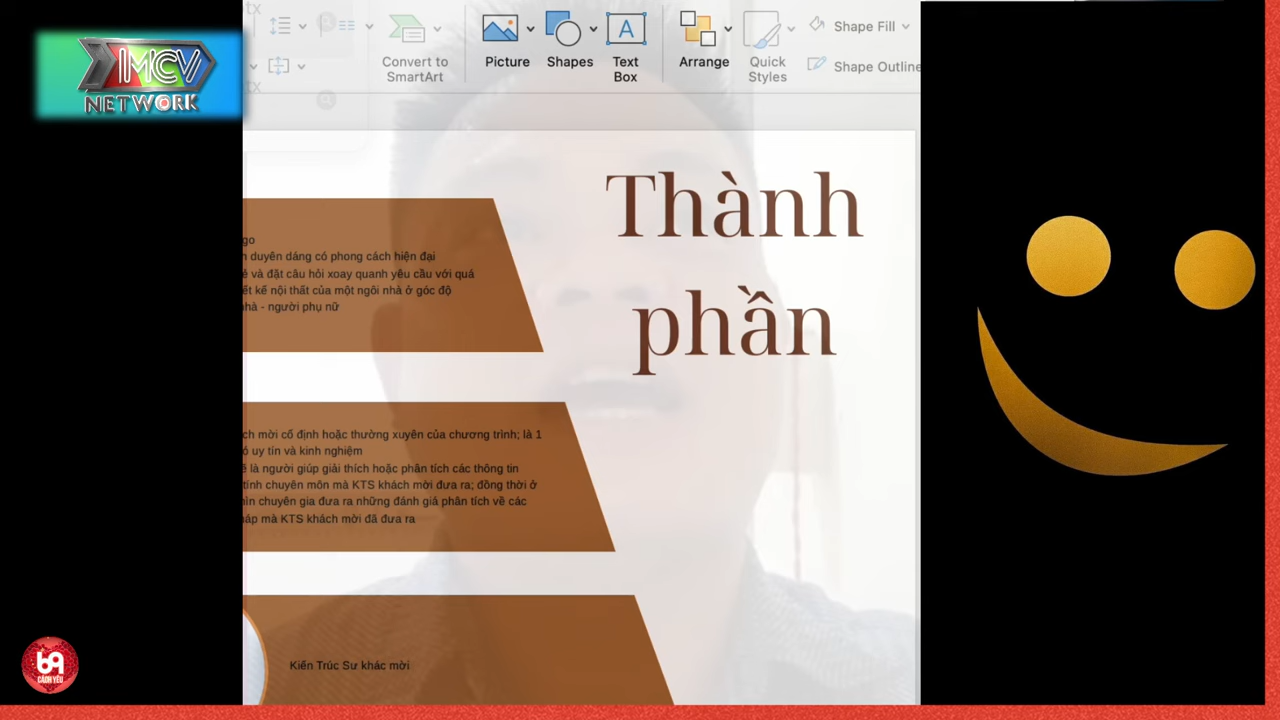 MCV
NETWORK
Convert to
SmartArt
Picture
Shapes
Text
Box
Arrange
Quick
Styles
Shape Fill
Shape Outline
Thành
phần
go
duyên dáng có phong cách hiện đại
và đặt câu hỏi xoay quanh yêu cầu với quá
kế nội thất của một ngôi nhà ở góc độ
nhà - người phụ nữ
mời cố định hoặc thường xuyên của chương trình; là 1
uy tín và kinh nghiệm
là người giúp giải thích hoặc phân tích các thông tin
tính chuyên môn mà KTS khách mời đưa ra; đồng thời ở
chuyên gia đưa ra những đánh giá phân tích về các
mà KTS khách mời đã đưa ra
Kiến Trúc Sư khác mời
69
CÁCH YÊU